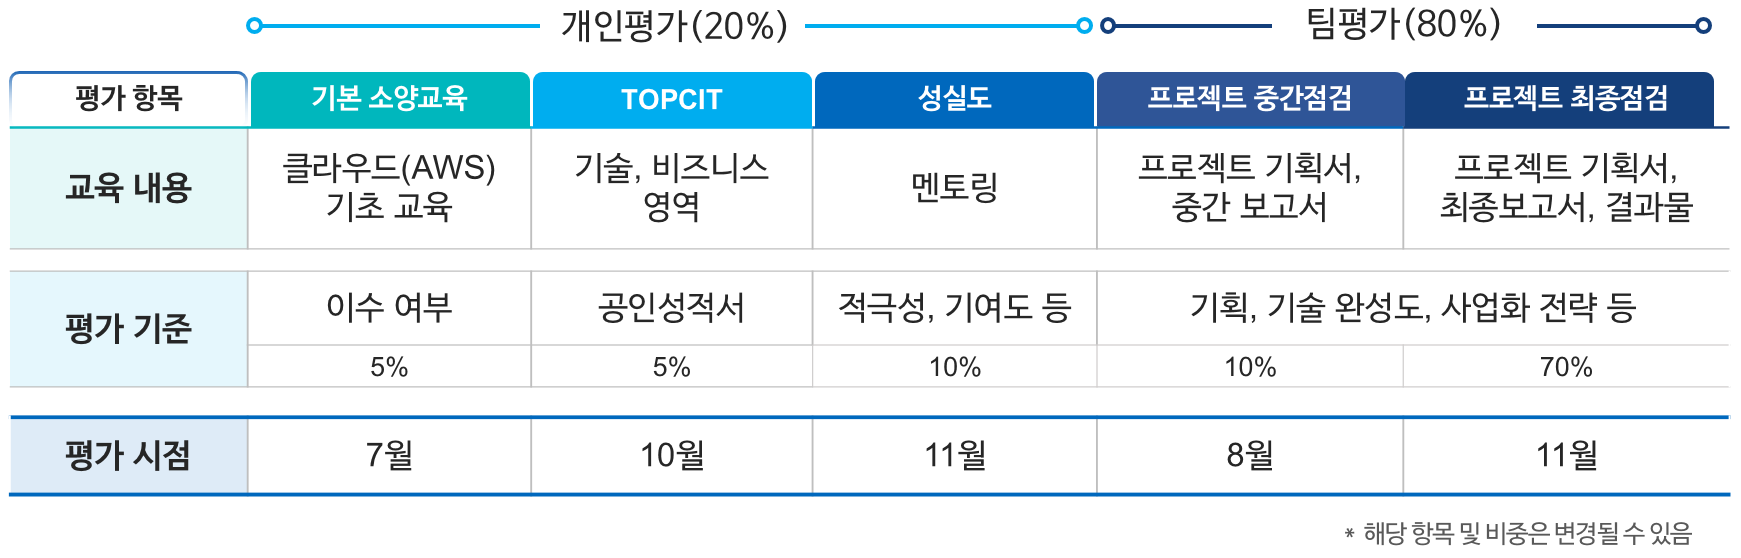 개인평가(20%) 팀평가(80%)
평가 항목 기본 소양교육 TOPCIT 성실도 프로젝트 중간점검 프로젝트 최종점검
교육 내용
클라우드(AWS)
기초 교육
기술, 비즈니스
영역
멘토링
프로젝트 기획서,
중간 보고서
프로젝트 기획서,
최종보고서, 결과물
평가 기준
이수 여부 공인성적서 적극성, 기여도 등 기획, 기술 완성도, 사업화 전략 등
5% 5% 10% 10% 70%
평가 시점 7월 10월 11월 8월 11월
* 해당 항목 및 비중은 변경될 수 있음